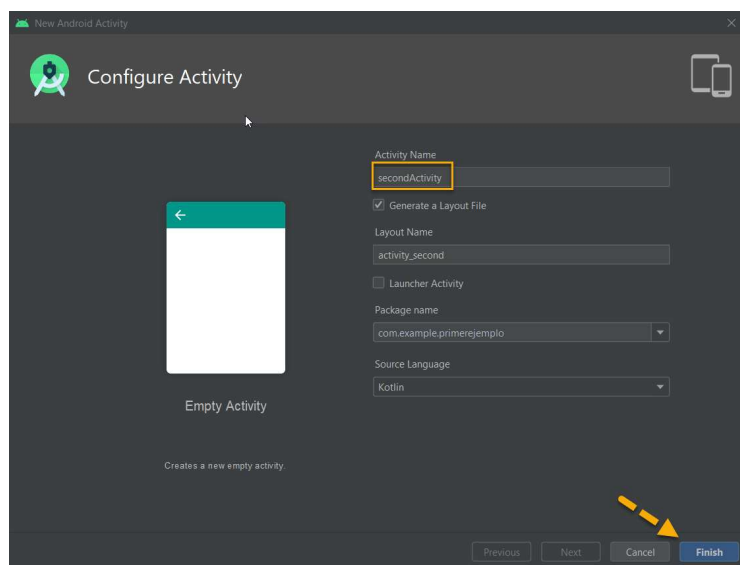 New Android Activity
Configure Activity
Activity Name
secondActivity
Generate a Layout File
Layout Name
activity_second
Launcher Activity
Package name
com.example.primerejemplo
Source Language
Kotlin
Empty Activity
Creates a new empty activity.
Previous Next Cancel Finish